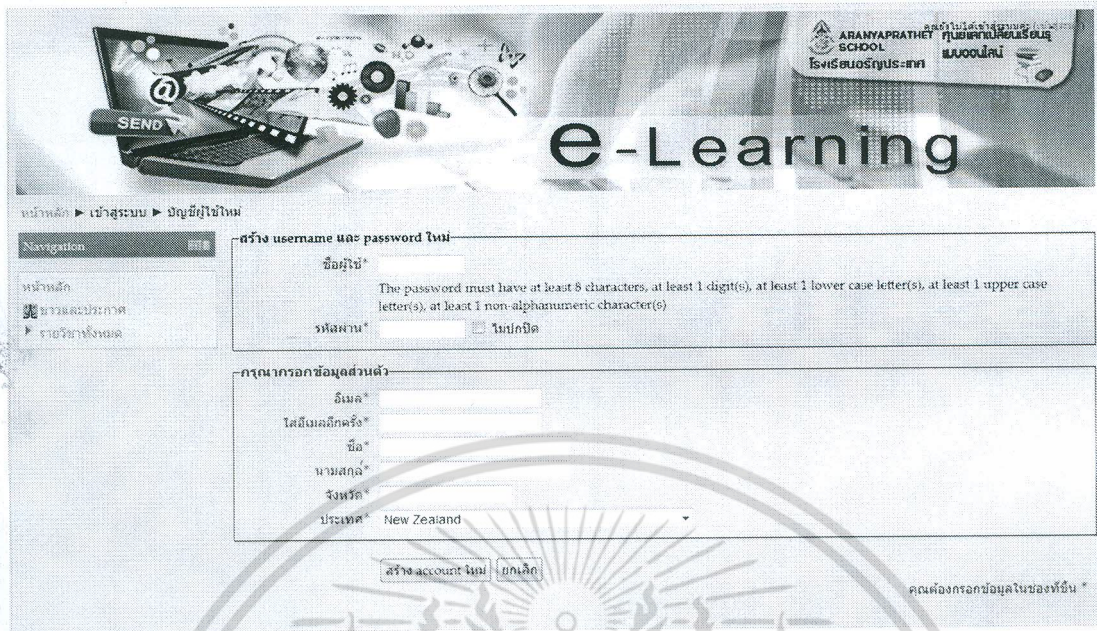 @
SEND
e-Learning
ARANYAPRATHET
SCHOOL
โรงเรียนอรัญประเทศ
แบบออนไลน์
หน้าหลัก ► เข้าสู่ระบบ ► บัญชีผู้ใช้ใหม่
Navigation
หน้าหลัก
ข่าวและประกาศ
รายวิชาทั้งหมด
สร้าง username และ password ใหม่
ชื่อผู้ใช้*
The password must have at least 8 characters, at least 1 digit(s), at least 1 lower case letter(s), at least 1 upper case
letter(s), at least 1 non-alphanumeric character(s)
รหัสผ่าน* ไม่ปกปิด
กรุณากรอกข้อมูลส่วนตัว
อีเมล*
ใส่อีเมลอีกครั้ง*
ชื่อ*
นามสกุล*
จังหวัด*
ประเทศ* New Zealand
สร้าง account ใหม่ ยกเลิก
คุณต้องกรอกข้อมูลในช่องที่ขึ้น *